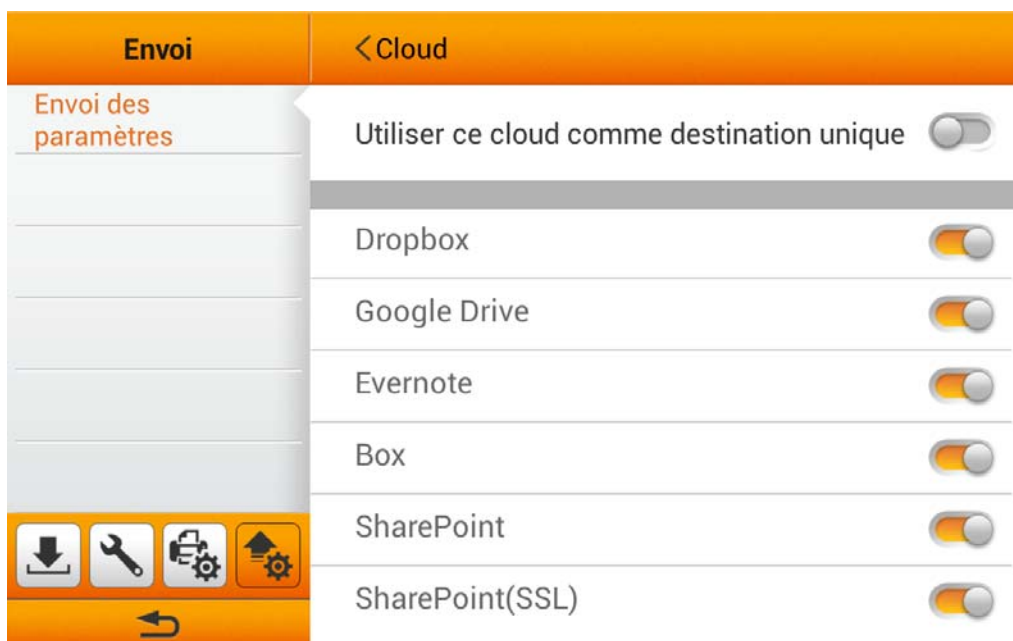 Envoi
<Cloud
Envoi des
paramètres
Utiliser ce cloud comme destination unique
Dropbox
Google Drive
Evernote
Box
SharePoint
SharePoint(SSL)